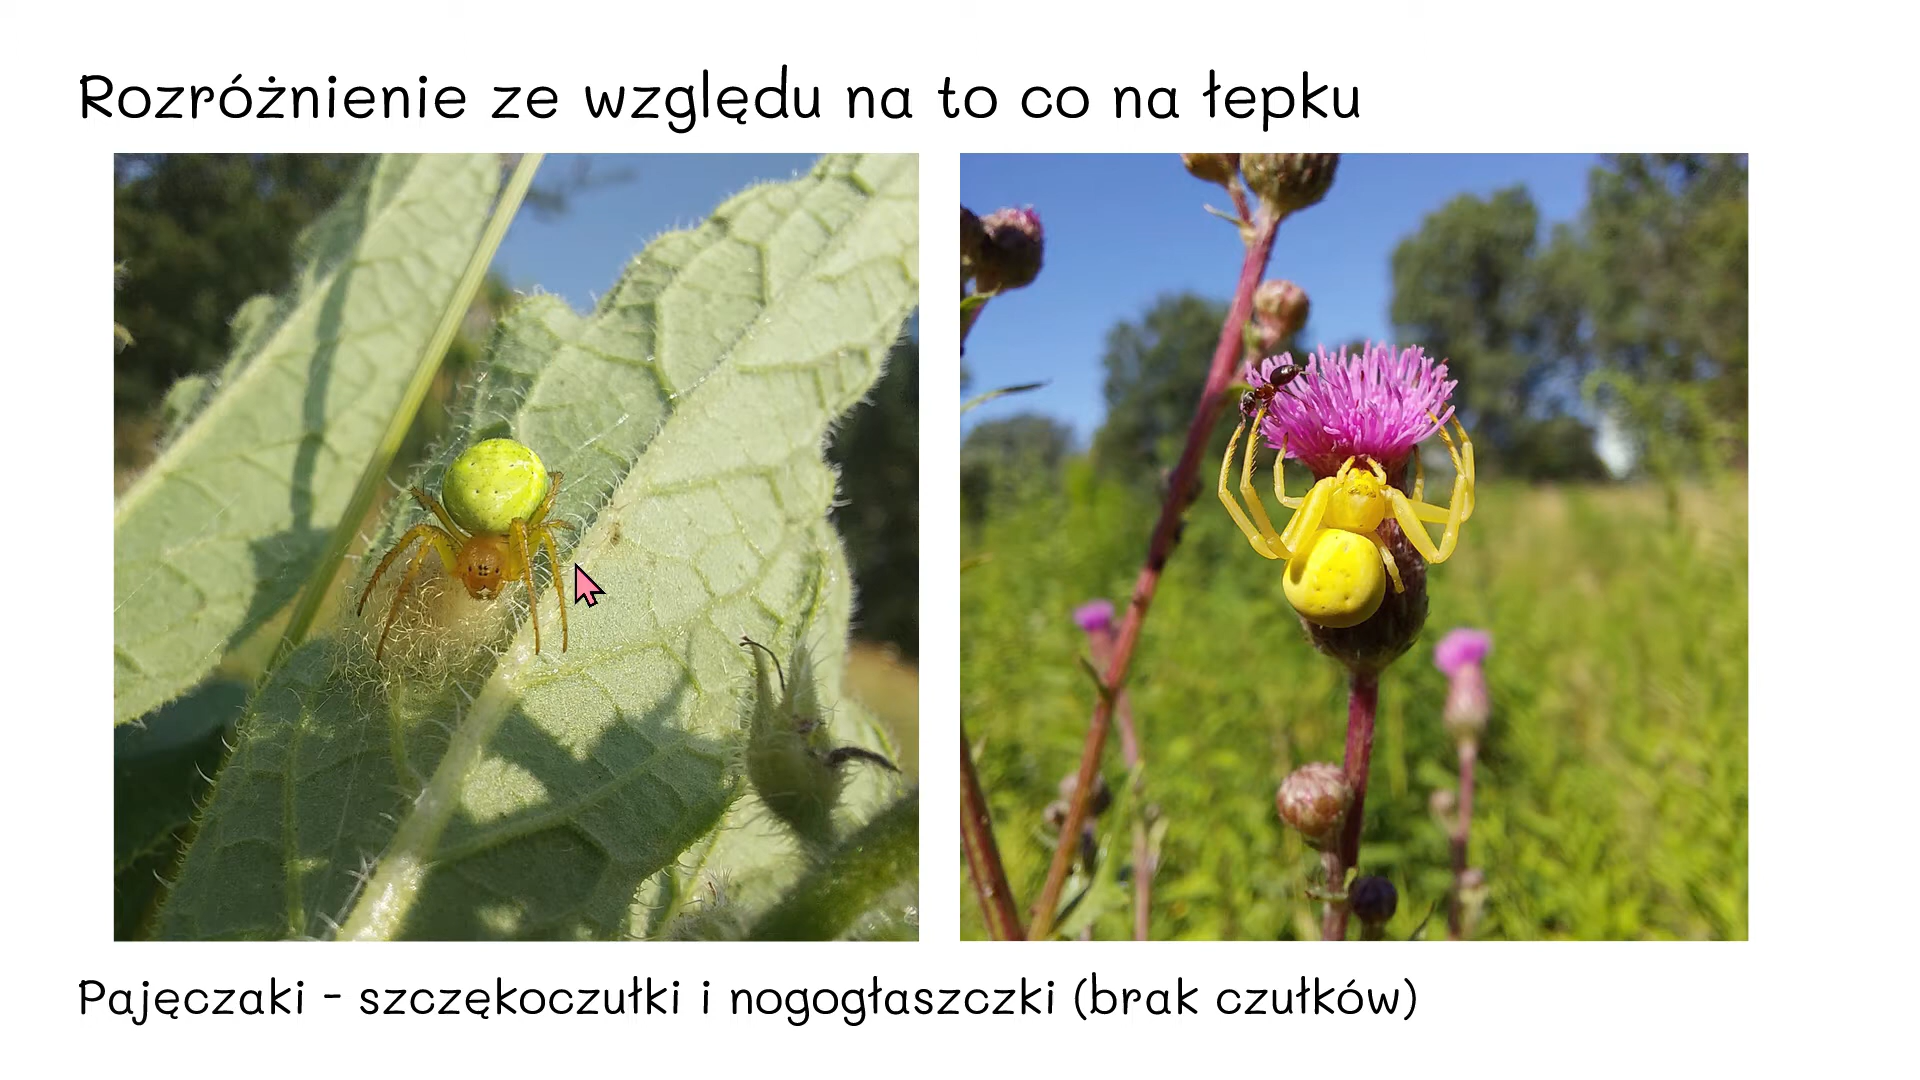 Rozróżnienie ze względu na to co na łepku
Pajęczaki - szczękoczułki i nogogłaszczki (brak czułków)